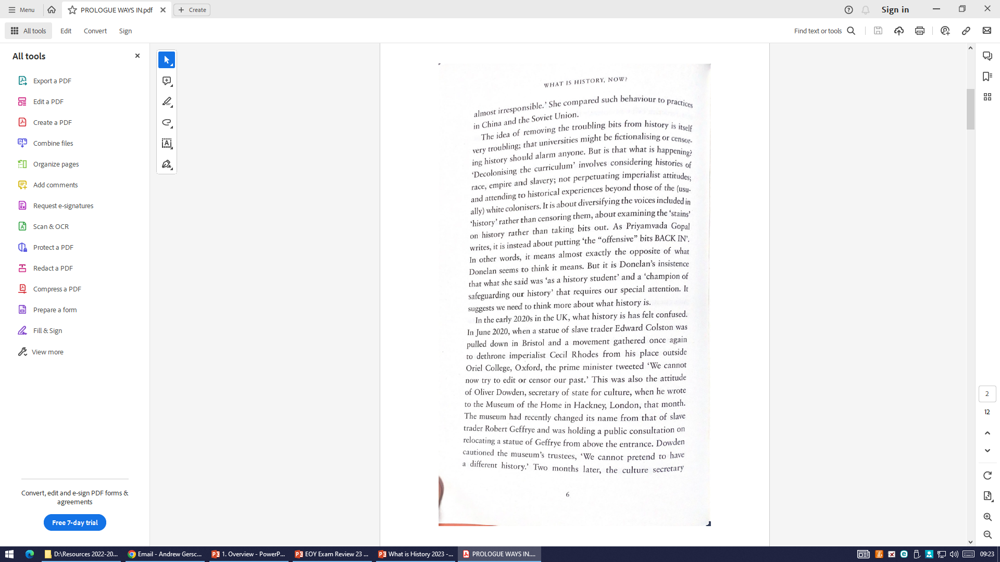 Menu
PROLOGUE WAYS IN.pdf
Create
Sign in
All tools
Edit
Convert
Sign
Find text or tools
All tools
Export a PDF
Edit a PDF
Create a PDF
Combine files
Organize pages
Add comments
Request e-signatures
Scan & OCR
Protect a PDF
Redact a PDF
Compress a PDF
Prepare a form
Fill & Sign
View more
Convert, edit and e-sign PDF forms &
agreements
Free 7-day trial
WHAT IS HISTORY, NOW?
almost irresponsible.’ She compared such behaviour to practices
in China and the Soviet Union.
The idea of removing the troubling bits from history is itself
very troubling; that universities might be fictionalising or censor-
ing history should alarm anyone. But is that what is happening?
‘Decolonising the curriculum’ involves considering histories of
race, empire and slavery; not perpetuating imperialist attitudes;
and attending to historical experiences beyond those of the (usu-
ally) white colonisers. It is about diversifying the voices included in
‘history’ rather than censoring them, about examining the ‘stains’
on history rather than taking bits out. As Priyamvada Gopal
writes, it is instead about putting ‘the “offensive” bits BACK IN’.
In other words, it means almost exactly the opposite of what
Donelan seems to think it means. But it is Donelan’s insistence
that what she said was ‘as a history student’ and a ‘champion of
safeguarding our history’ that requires our special attention. It
suggests we need to think more about what history is.
In the early 2020s in the UK, what history is has felt confused.
In June 2020, when a statue of slave trader Edward Colston was
pulled down in Bristol and a movement gathered once again
to dethrone imperialist Cecil Rhodes from his place outside
Oriel College, Oxford, the prime minister tweeted ‘We cannot
now try to edit or censor our past.’ This was also the attitude
of Oliver Dowden, secretary of state for culture, when he wrote
to the Museum of the Home in Hackney, London, that month.
The museum had recently changed its name from that of slave
trader Robert Geffrye and was holding a public consultation on
relocating a statue of Geffrye from above the entrance. Dowden
cautioned the museum’s trustees, ‘We cannot pretend to have
a different history.’ Two months later, the culture secretary
6
2
12
D:\Resources 2022-20...
Email - Andrew Gersc...
1. Overview - PowerP...
EOY Exam Review 23 ...
What is History 2023 -...
PROLOGUE WAYS IN....
09:23